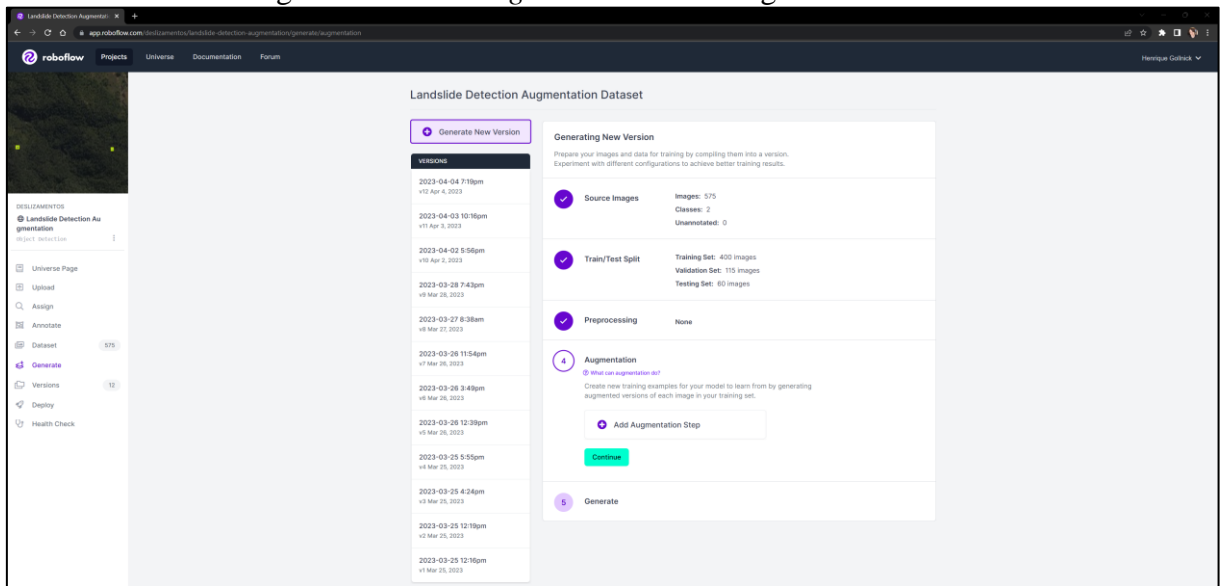 Landslide Detection Augmentati
app.roboflow.com/deslizamentos/landslide-detection-augmentation/generate/augmentation
roboflow
Projects
Universe
Documentation
Forum
Henrique Gollnick
DESLIZAMENTOS
Landslide Detection Au
gmentation
Object Detection
Universe Page
Upload
Assign
Annotate
Dataset 575
Generate
Versions 12
Deploy
Health Check
Landslide Detection Augmentation Dataset
Generate New Version
VERSIONS
2023-04-04 7:19pm
v12 Apr 4, 2023
2023-04-03 10:16pm
v11 Apr 3, 2023
2023-04-02 5:56pm
v10 Apr 2, 2023
2023-03-28 7:43pm
v9 Mar 28, 2023
2023-03-27 8:38am
v8 Mar 27, 2023
2023-03-26 11:54pm
v7 Mar 26, 2023
2023-03-26 3:49pm
v6 Mar 26, 2023
2023-03-26 12:39pm
v5 Mar 26, 2023
2023-03-25 5:55pm
v4 Mar 25, 2023
2023-03-25 4:24pm
v3 Mar 25, 2023
2023-03-25 12:19pm
v2 Mar 25, 2023
2023-03-25 12:16pm
v1 Mar 25, 2023
Generating New Version
Prepare your images and data for training by compiling them into a version.
Experiment with different configurations to achieve better training results.
Source Images
Images: 575
Classes: 2
Unannotated: 0
Train/Test Split
Training Set: 400 images
Validation Set: 115 images
Testing Set: 60 images
Preprocessing
None
4
Augmentation
What can augmentation do?
Create new training examples for your model to learn from by generating
augmented versions of each image in your training set.
Add Augmentation Step
Continue
5
Generate